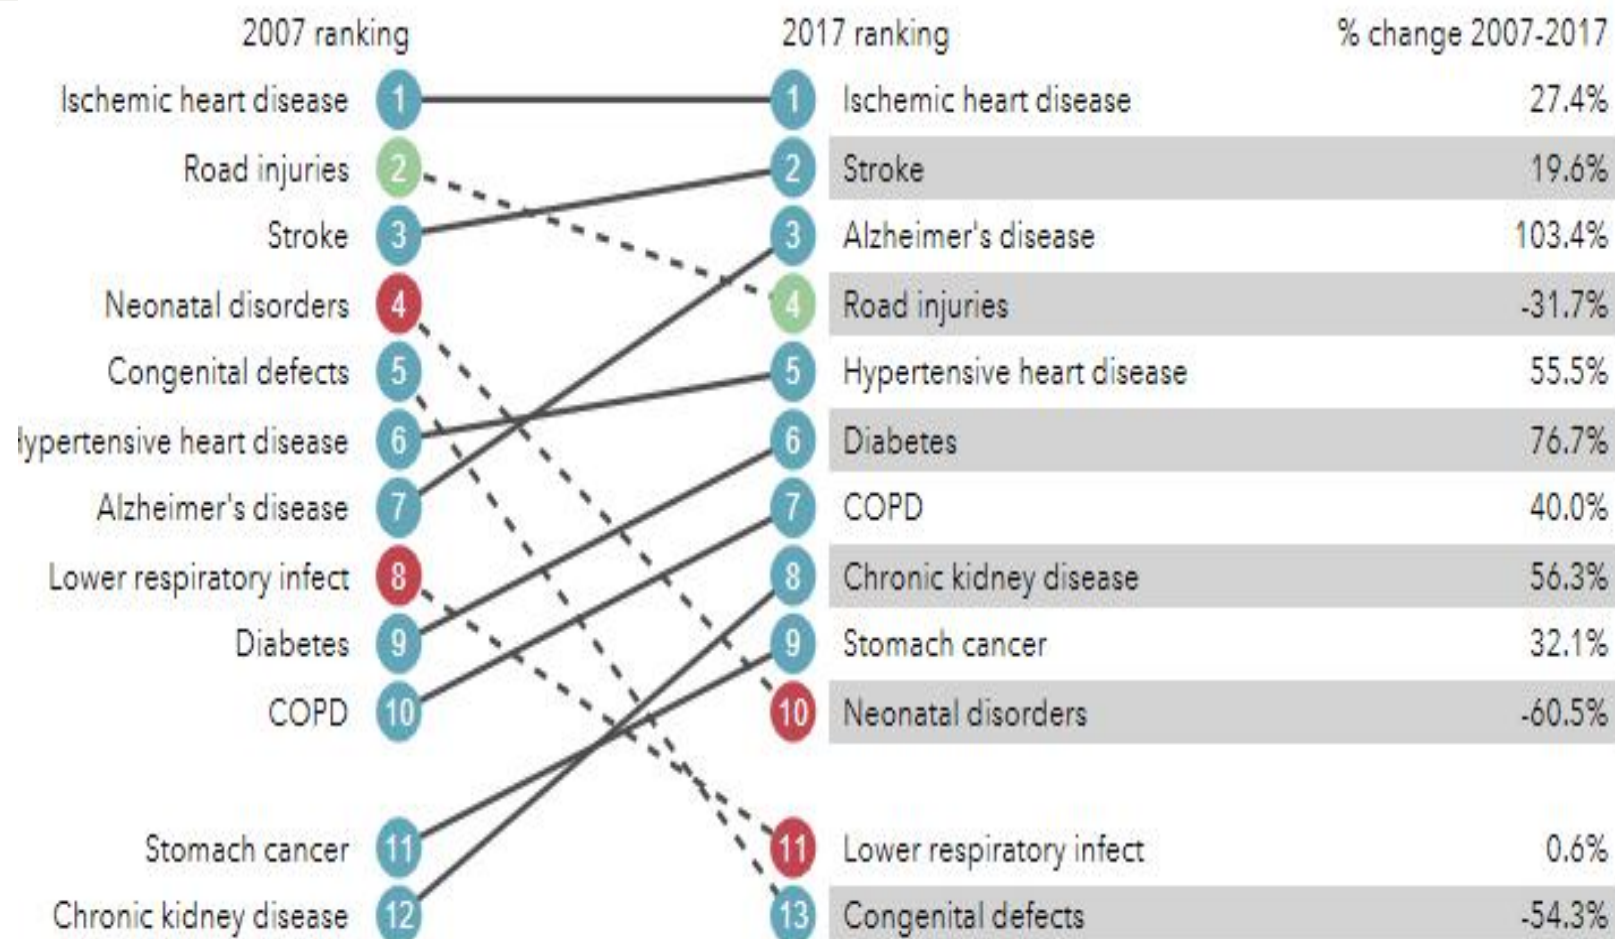 2007 ranking 2017 ranking % change 2007-2017
Ischemic heart disease 1 1 Ischemic heart disease 27.4%
Road injuries 2 2 Stroke 19.6%
Stroke 3 3 Alzheimer's disease 103.4%
Neonatal disorders 4 4 Road injuries -31.7%
Congenital defects 5 5 Hypertensive heart disease 55.5%
ypertensive heart disease 6 6 Diabetes 76.7%
Alzheimer's disease 7 7 COPD 40.0%
Lower respiratory infect 8 8 Chronic kidney disease 56.3%
Diabetes 9 9 Stomach cancer 32.1%
COPD 10 10 Neonatal disorders -60.5%
Stomach cancer 11 11 Lower respiratory infect 0.6%
Chronic kidney disease 12 13 Congenital defects -54.3%